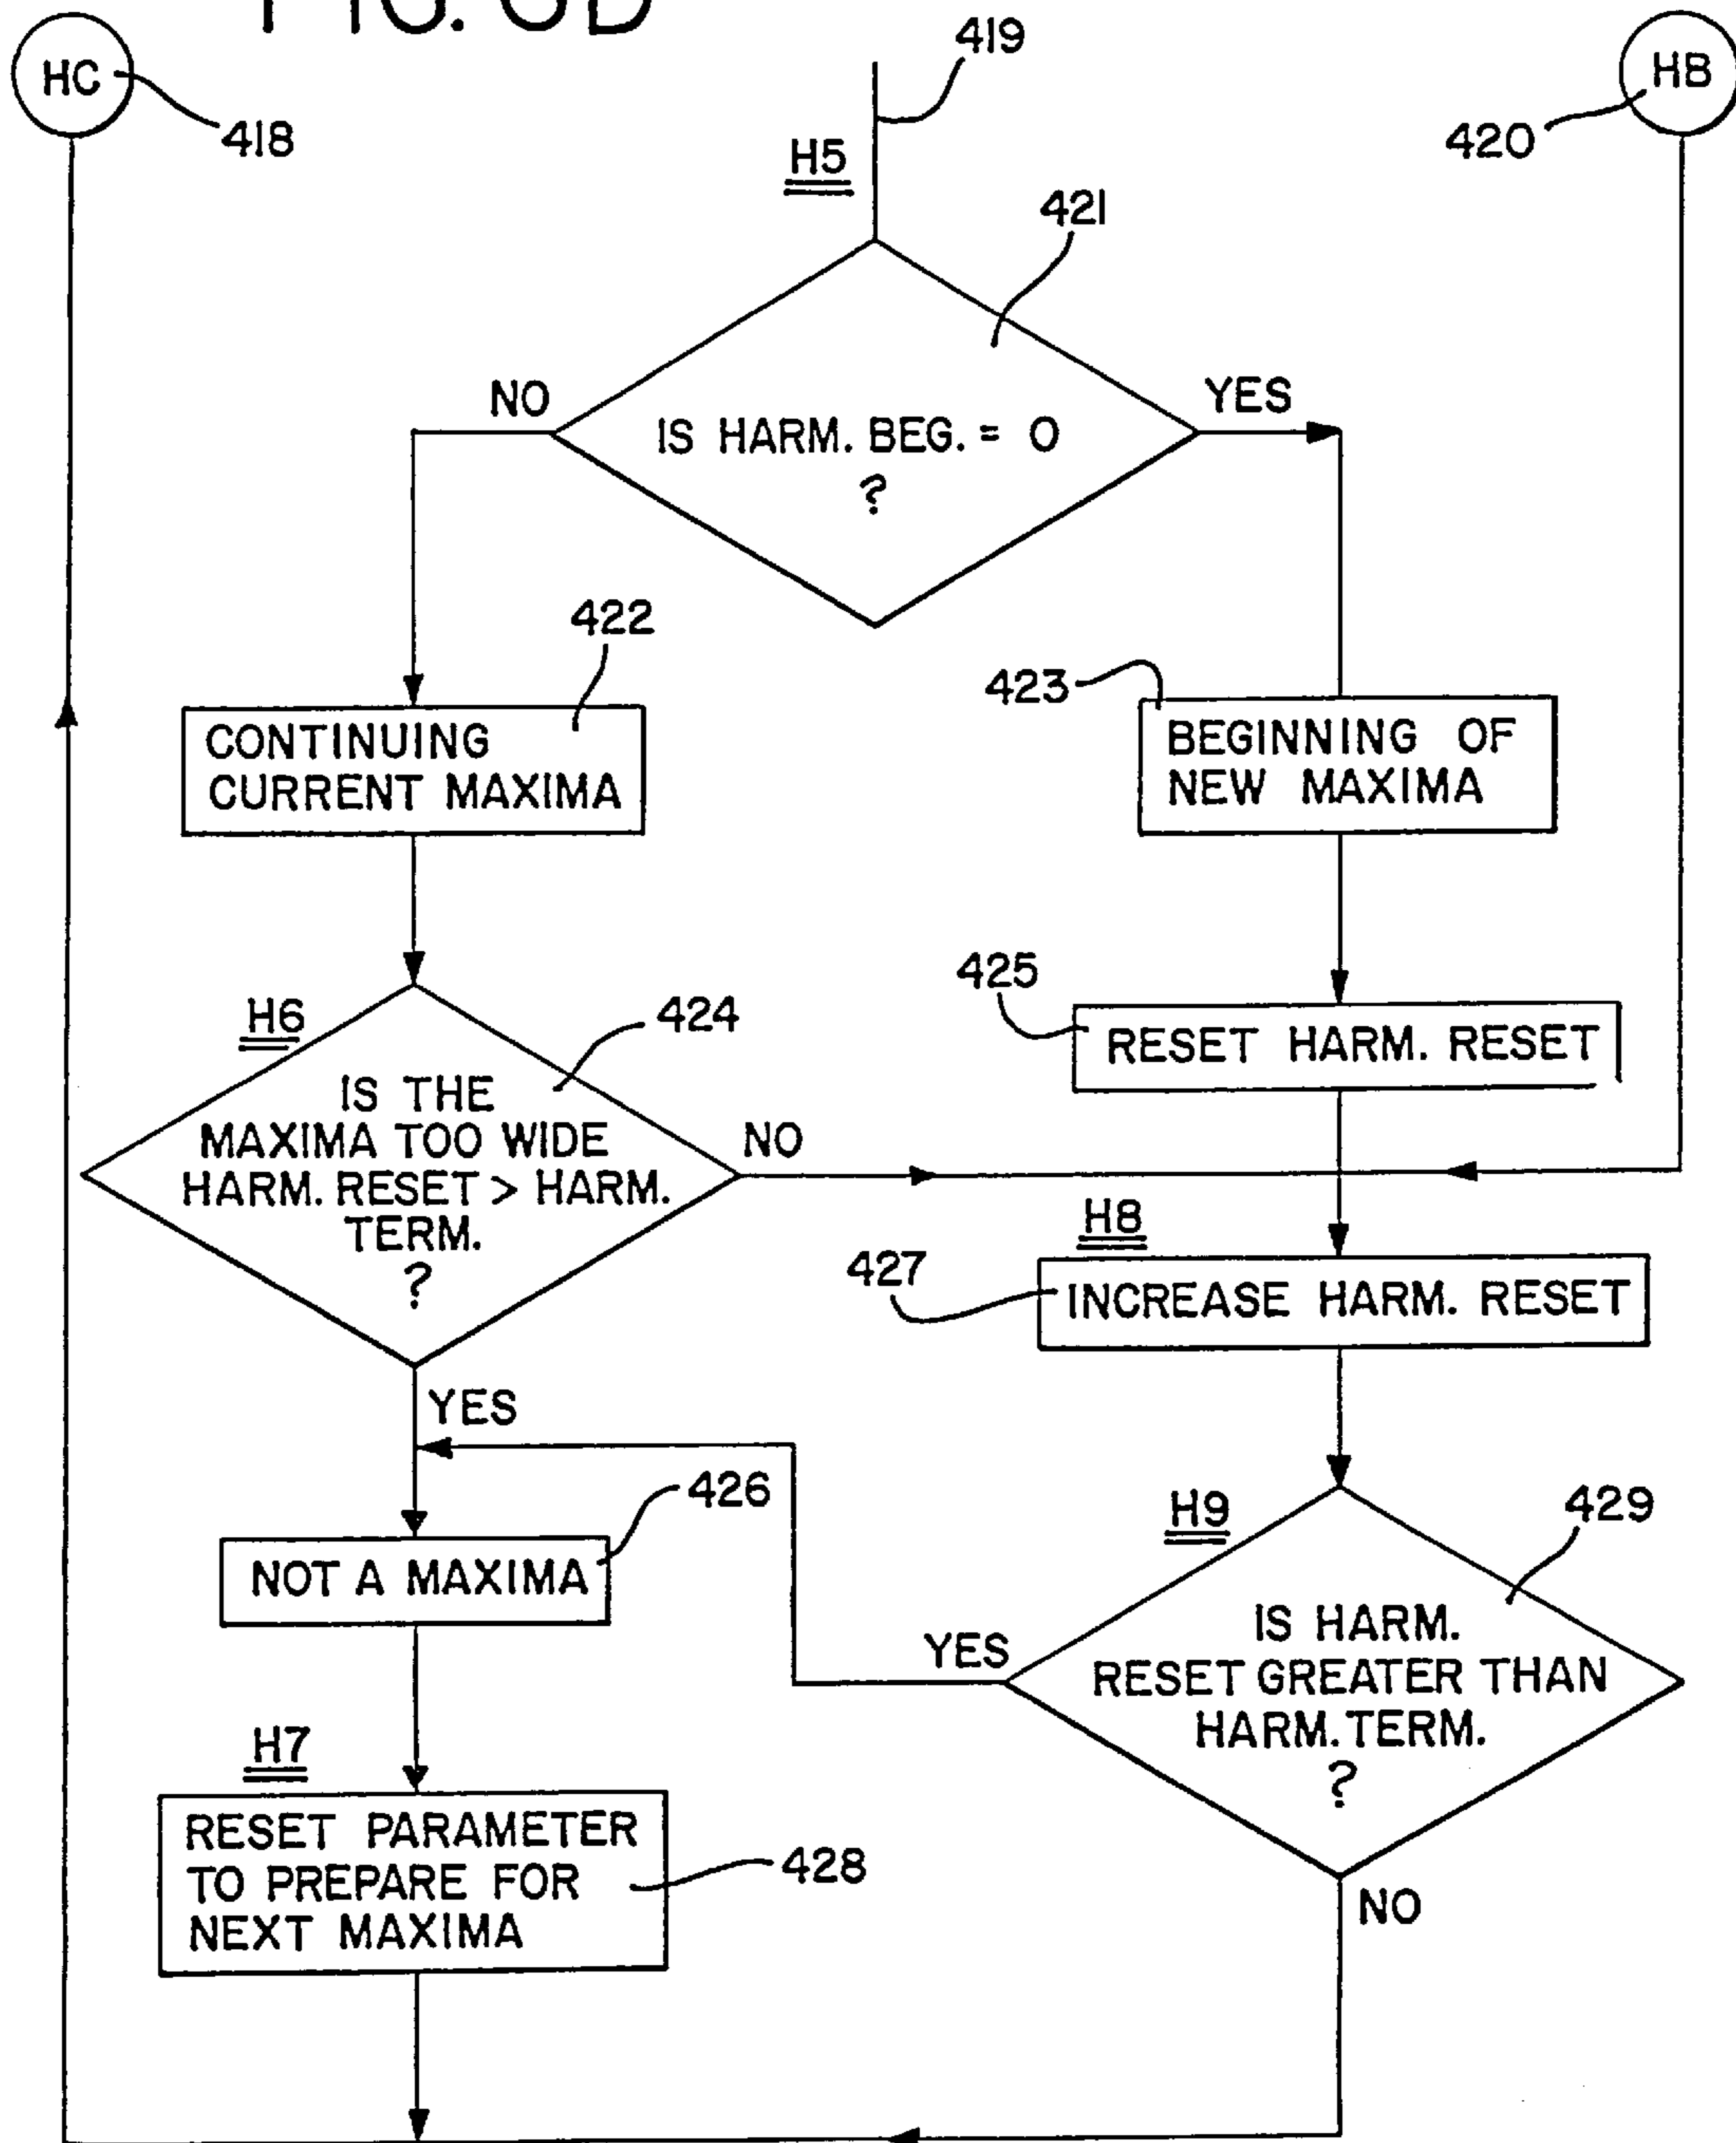 HC
418
419
HB
420
H5
421
NO
YES
IS HARM. BEG. = 0
?
422
CONTINUING
CURRENT MAXIMA
423
BEGINNING OF
NEW MAXIMA
425
RESET HARM. RESET
H6
424
IS THE
MAXIMA TOO WIDE
HARM. RESET > HARM.
TERM.
?
NO
YES
H8
427
INCREASE HARM. RESET
426
NOT A MAXIMA
H9
429
IS HARM.
RESET GREATER THAN
HARM. TERM.
?
YES
NO
H7
RESET PARAMETER
TO PREPARE FOR
NEXT MAXIMA
428